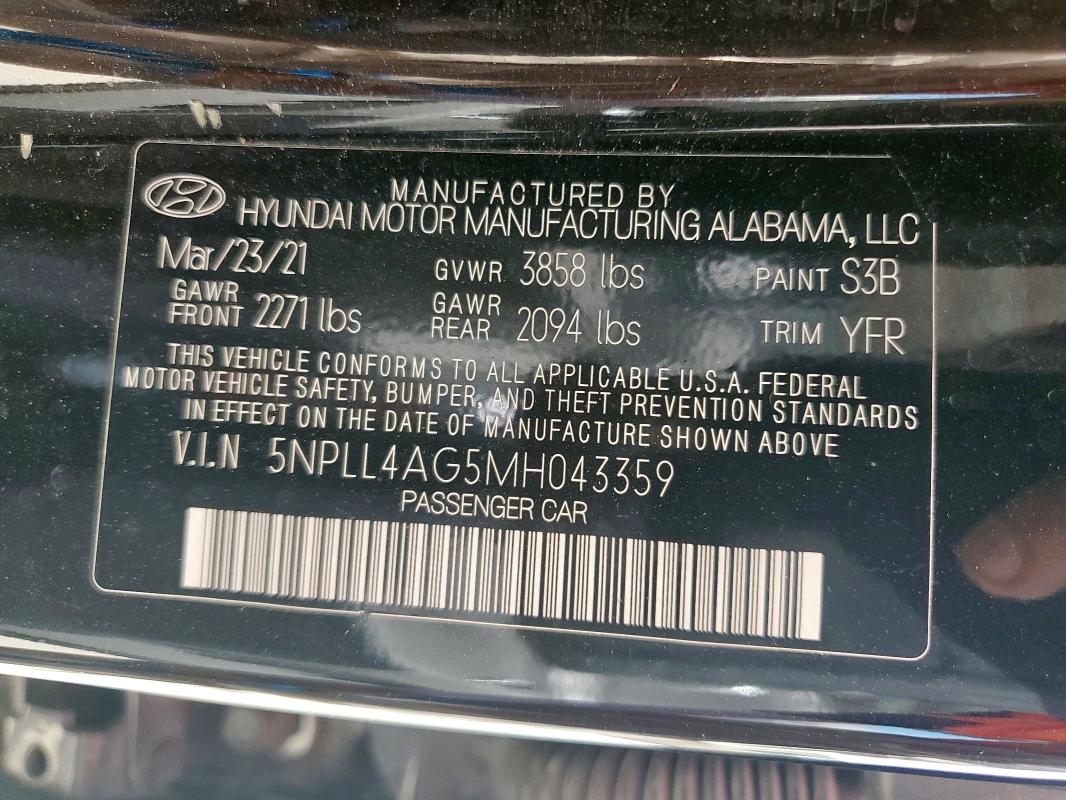 MANUFACTURED BY
HYUNDAI MOTOR MANUFACTURING ALABAMA, LLC
Mar/23/21 GVWR 3858 lbs PAINT S3B
GAWR FRONT 2271 lbs GAWR REAR 2094 lbs TRIM YFR
THIS VEHICLE CONFORMS TO ALL APPLICABLE U.S.A. FEDERAL
MOTOR VEHICLE SAFETY, BUMPER, AND THEFT PREVENTION STANDARDS
IN EFFECT ON THE DATE OF MANUFACTURE SHOWN ABOVE
V.I.N 5NPLL4AG5MH043359
PASSENGER CAR